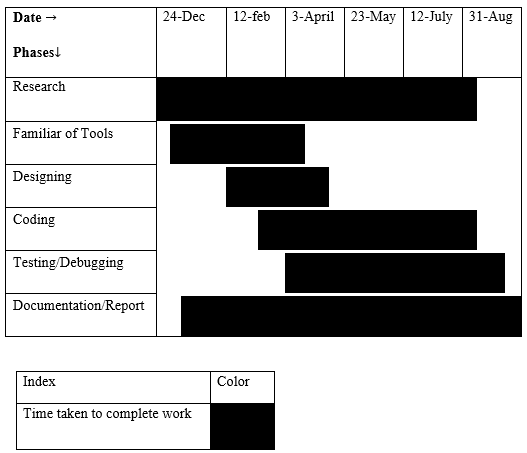 Date → 24-Dec 12-feb 3-April 23-May 12-July 31-Aug
Phases↓
Research
Familiar of Tools
Designing
Coding
Testing/Debugging
Documentation/Report
Index Color
Time taken to complete work